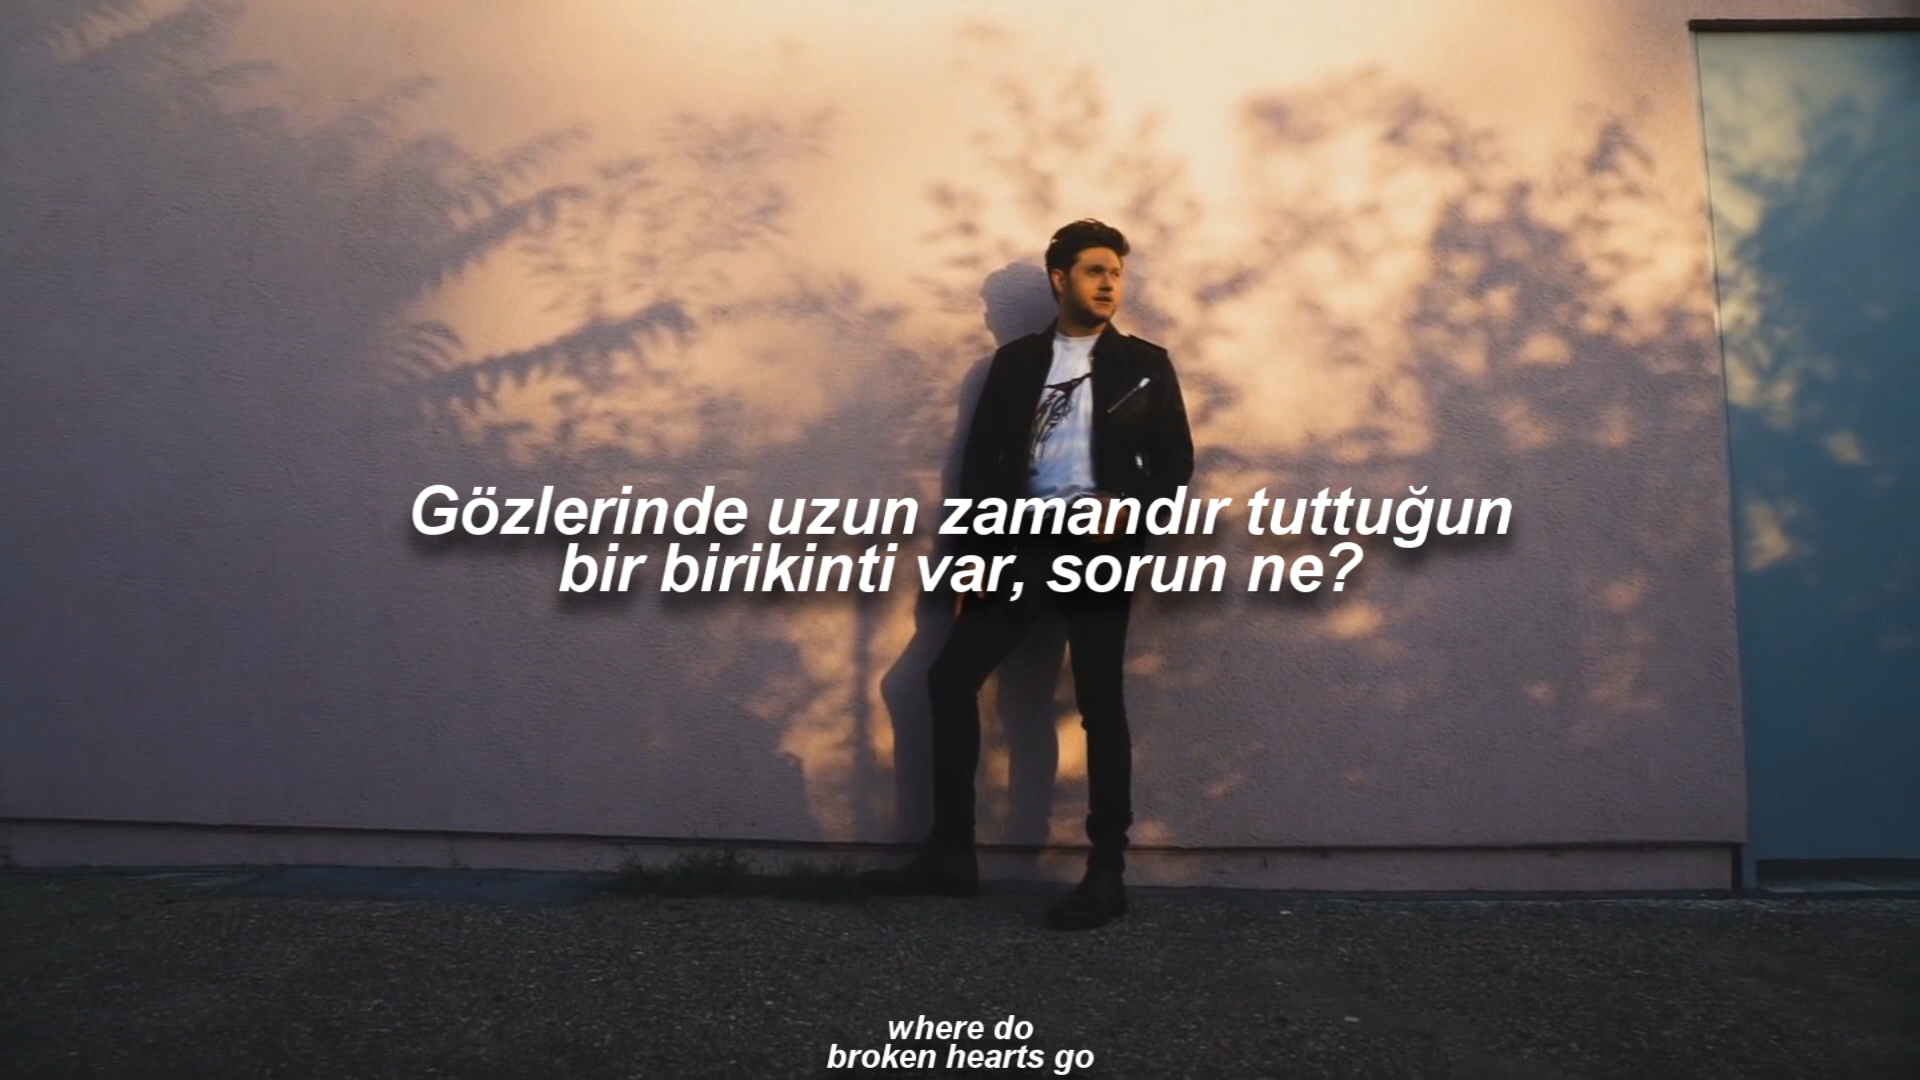 Gözlerinde uzun zamandır tuttuğun
bir birikinti var, sorun ne?
where do
broken hearts go